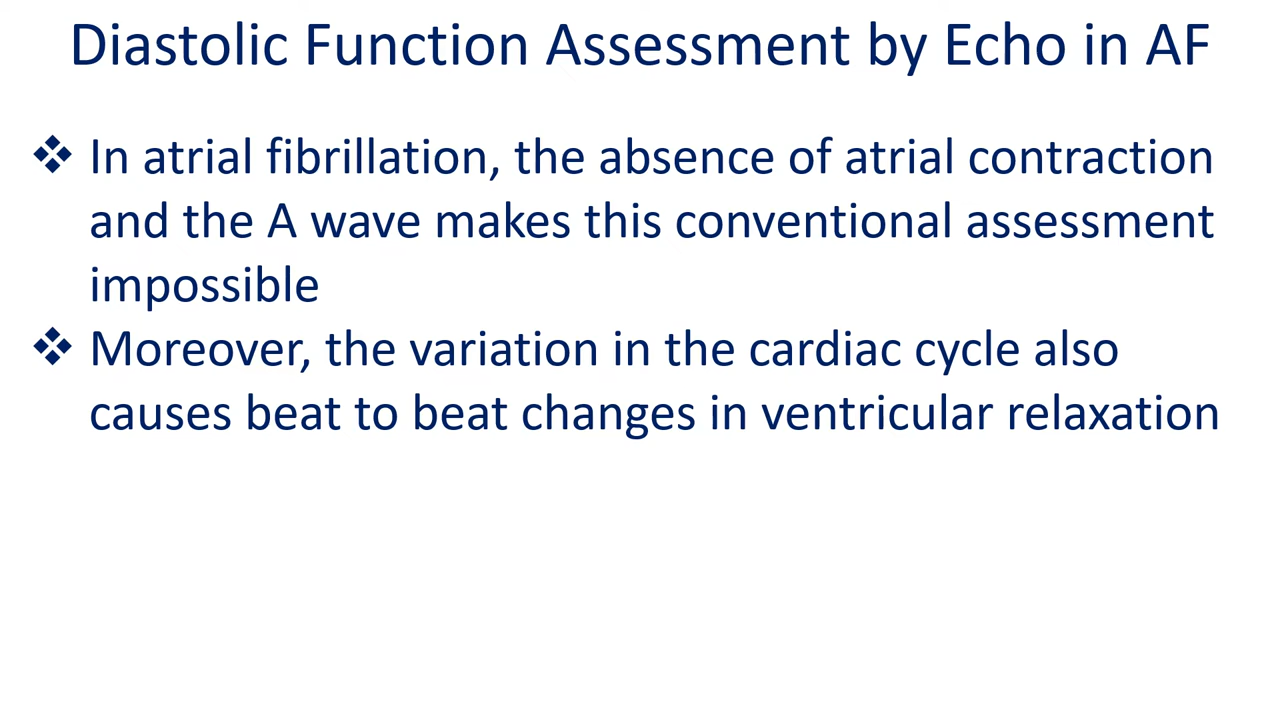 Diastolic Function Assessment by Echo in AF
❖ In atrial fibrillation, the absence of atrial contraction
and the A wave makes this conventional assessment
impossible
❖ Moreover, the variation in the cardiac cycle also
causes beat to beat changes in ventricular relaxation